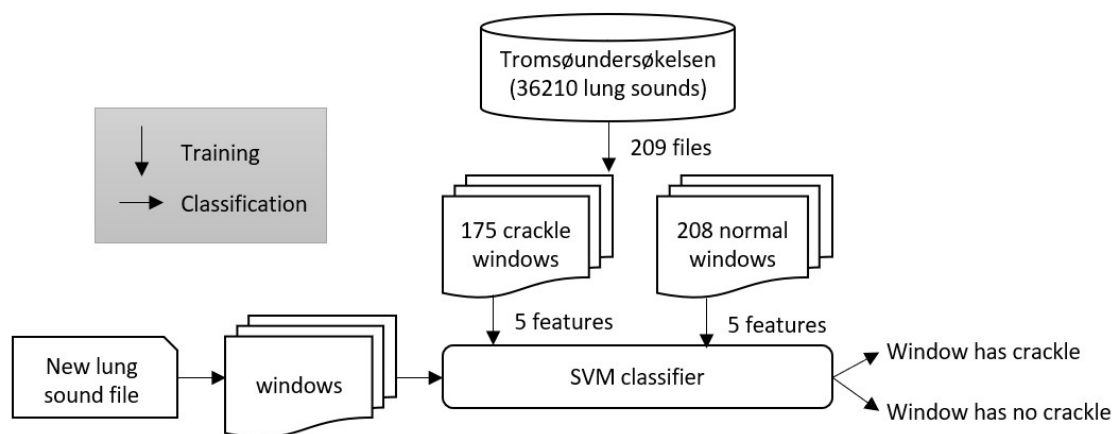 Tromsøundersøkelsen
(36210 lung sounds)
209 files
Training
Classification
175 crackle
windows
208 normal
windows
5 features
5 features
New lung
sound file
windows
SVM classifier
Window has crackle
Window has no crackle